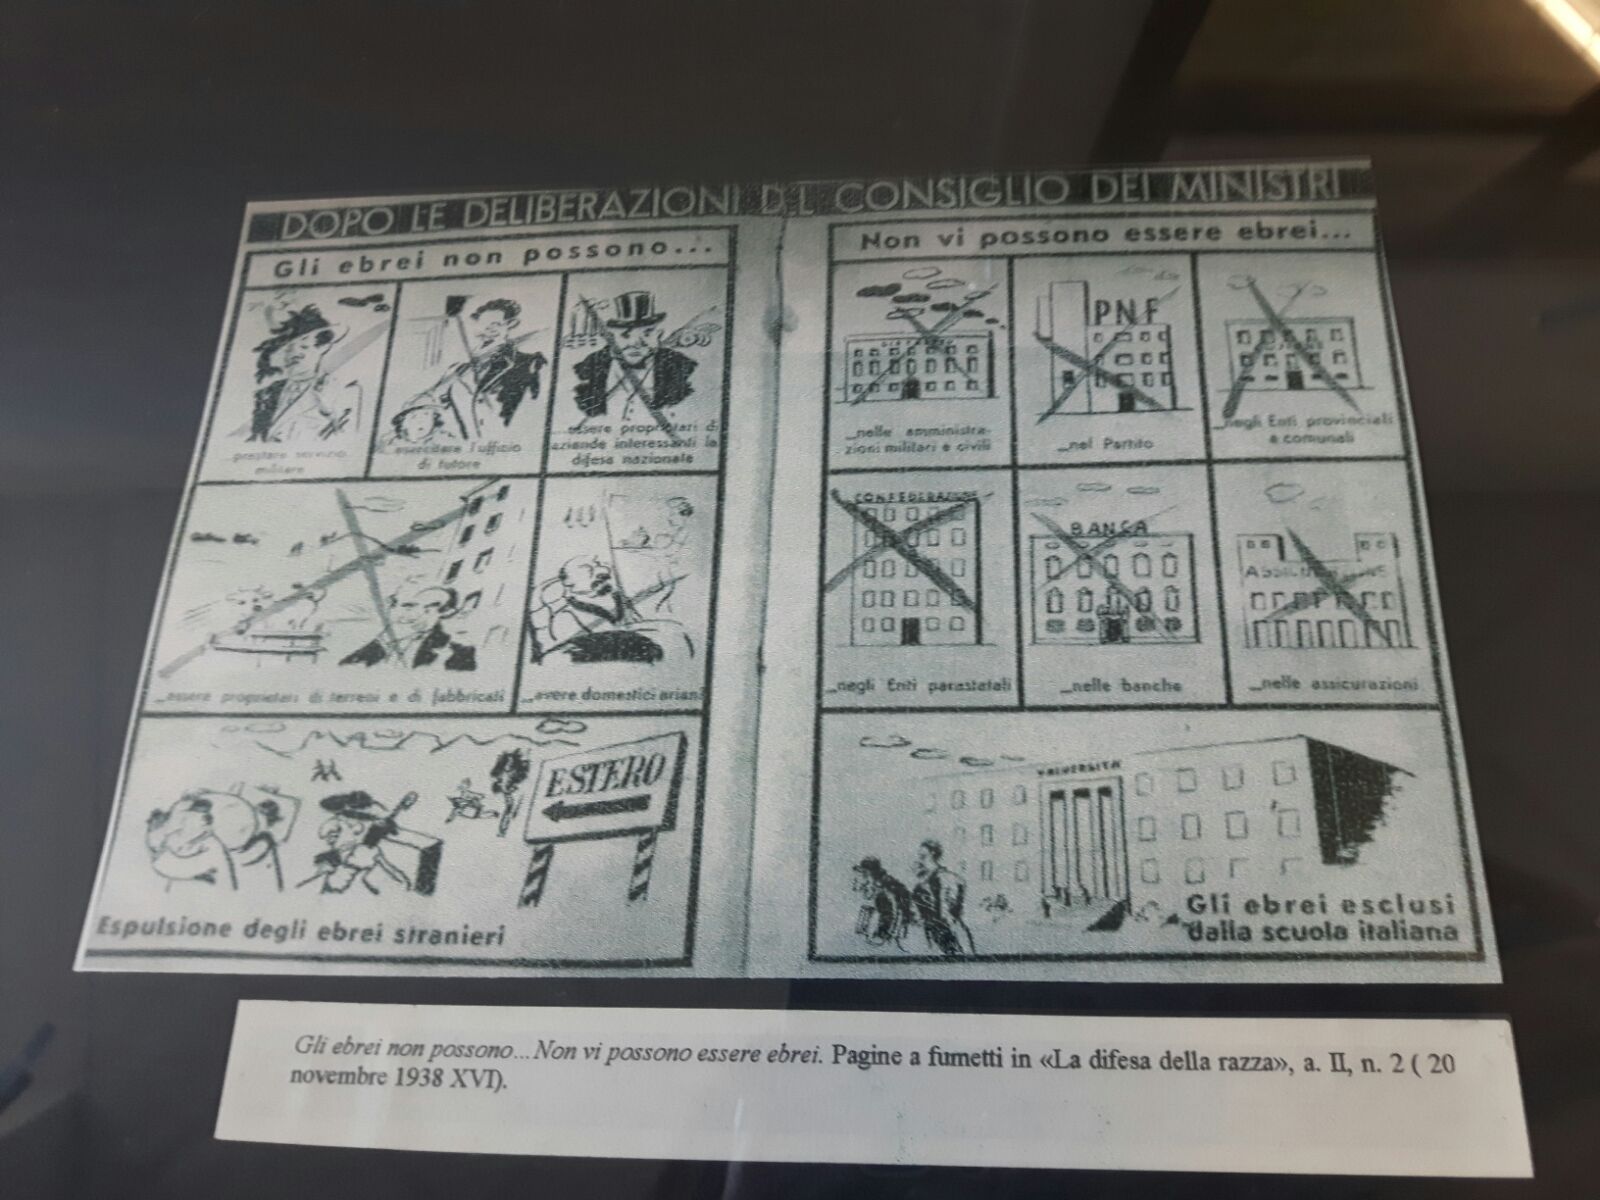 DOPO LE DELIBERAZIONI D L CONSIGLIO DEI MINISTRI
Gli ebrei non possono...
...prestare servizio
militare
...esercitare l'ufficio
di tutore
...essere proprietari di
aziende interessanti la
difesa nazionale
...essere proprietari di terreni e di fabbricati
...avere domestici ariani
ESTERO
Espulsione degli ebrei stranieri
Non vi possono essere ebrei...
...nelle amministra-
zioni militari e civili
PNF
...nel Partito
...negli Enti provinciali
e comunali
CONFEDERAZIONE
...negli Enti parastatali
BANCA
...nelle banche
...nelle assicurazioni
UNIVERSITA
Gli ebrei esclusi
dalla scuola italiana
Gli ebrei non possono...Non vi possono essere ebrei. Pagine a fumetti in «La difesa della razza», a. II, n. 2 ( 20
novembre 1938 XVI).